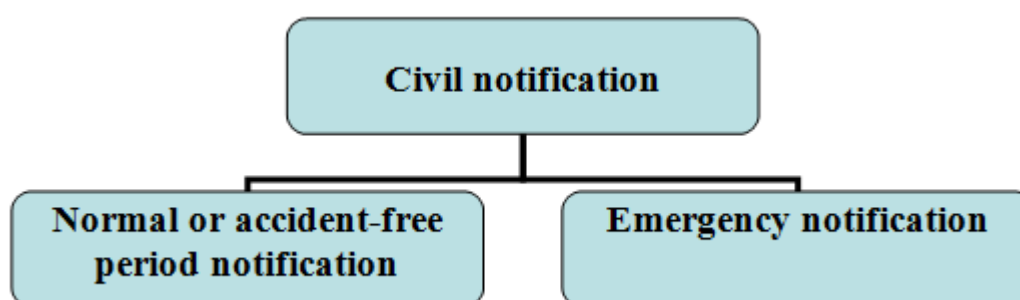 Civil notification
Normal or accident-free
period notification
Emergency notification